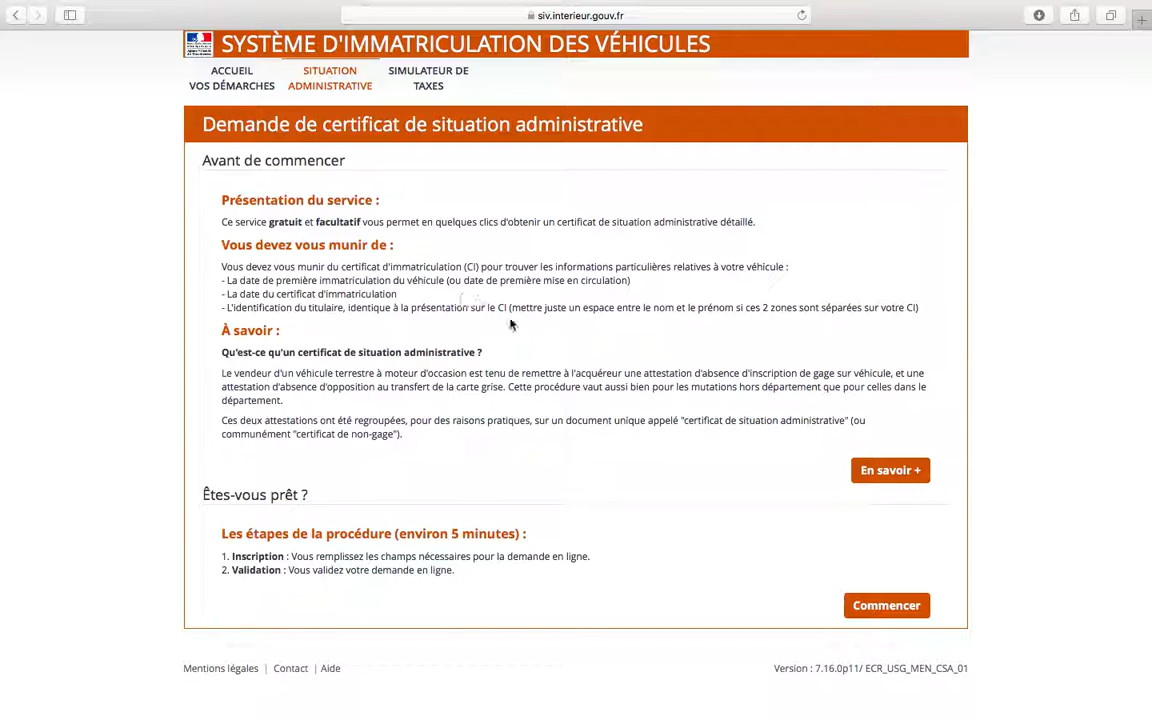 siv.interieur.gouv.fr
SYSTÈME D'IMMATRICULATION DES VÉHICULES
ACCUEIL
VOS DÉMARCHES
SITUATION
ADMINISTRATIVE
SIMULATEUR DE
TAXES
Demande de certificat de situation administrative
Avant de commencer
Présentation du service :
Ce service gratuit et facultatif vous permet en quelques clics d'obtenir un certificat de situation administrative détaillé.
Vous devez vous munir de :
Vous devez vous munir du certificat d'immatriculation (CI) pour trouver les informations particulières relatives à votre véhicule :
- La date de première immatriculation du véhicule (ou date de première mise en circulation)
- La date du certificat d'immatriculation
- L'identification du titulaire, identique à la présentation sur le CI (mettre juste un espace entre le nom et le prénom si ces 2 zones sont séparées sur votre CI)
À savoir :
Qu'est-ce qu'un certificat de situation administrative ?
Le vendeur d'un véhicule terrestre à moteur d'occasion est tenu de remettre à l'acquéreur une attestation d'absence d'inscription de gage sur véhicule, et une
attestation d'absence d'opposition au transfert de la carte grise. Cette procédure vaut aussi bien pour les mutations hors département que pour celles dans le
département.
Ces deux attestations ont été regroupées, pour des raisons pratiques, sur un document unique appelé "certificat de situation administrative" (ou
communément "certificat de non-gage").
En savoir +
Êtes-vous prêt ?
Les étapes de la procédure (environ 5 minutes) :
1. Inscription : Vous remplissez les champs nécessaires pour la demande en ligne.
2. Validation : Vous validez votre demande en ligne.
Commencer
Mentions légales | Contact | Aide
Version : 7.16.0p11/ ECR_USG_MEN_CSA_01